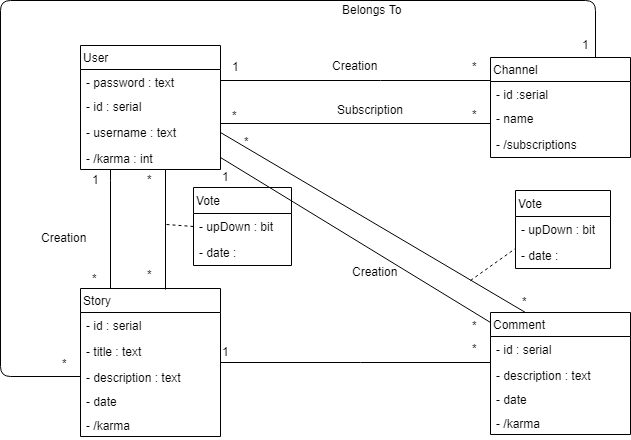 Belongs To
1
User
- password : text
- id : serial
- username : text
- /karma : int
1
Creation
*
*
Subscription
*
*
Channel
- id :serial
- name
- /subscriptions
1
*
1
Vote
- upDown : bit
- date :
Vote
- upDown : bit
- date :
Creation
Creation
*
*
*
*
Story
- id : serial
- title : text
- description : text
- date
- /karma
*
1
*
Comment
- id : serial
- description : text
- date
- /karma